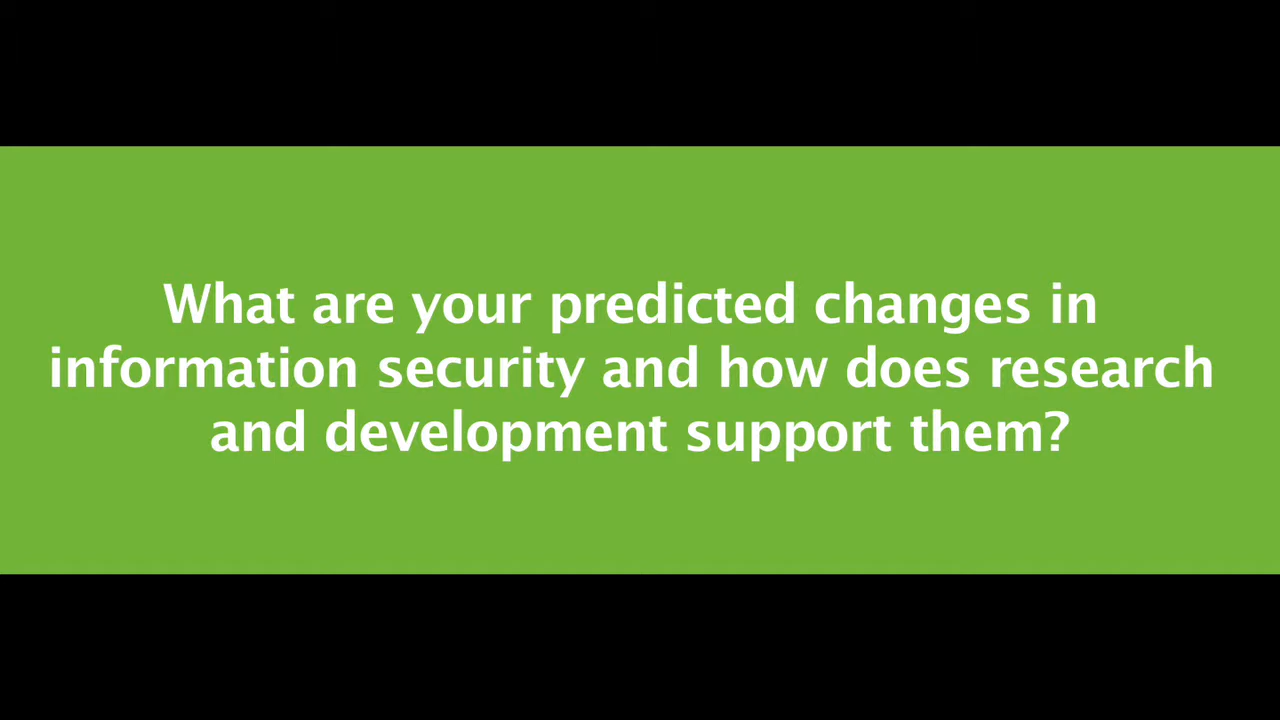 What are your predicted changes in
information security and how does research
and development support them?